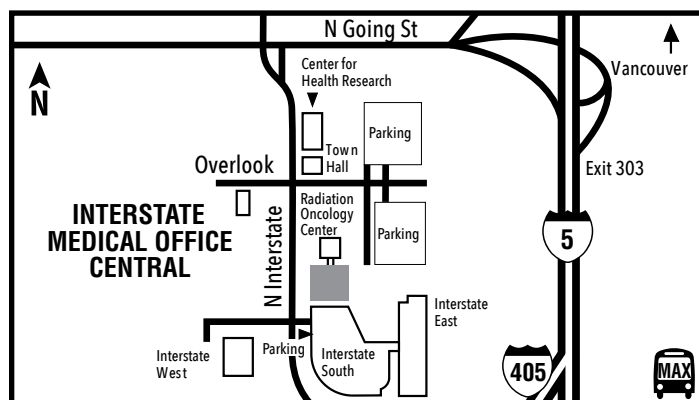 N Going St
Center for
Health Research
Vancouver
N
Parking
Town
Hall
Overlook
Exit 303
Radiation
Oncology
Center
INTERSTATE
MEDICAL OFFICE
CENTRAL
N Interstate
Parking
5
Interstate
East
Interstate
West
Parking
Interstate
South
405
MAX